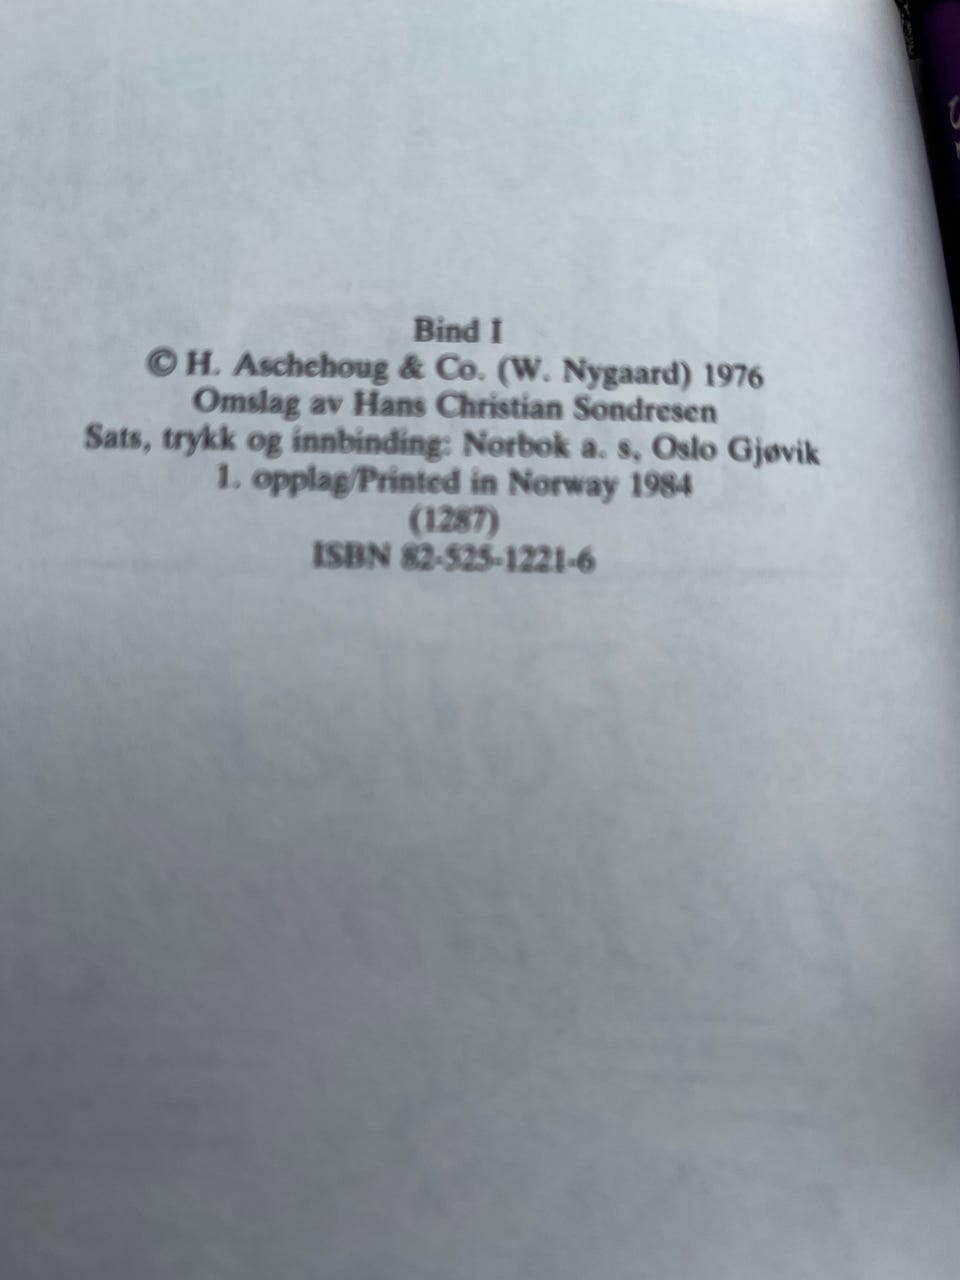 Bind I
© H. Aschehoug & Co. (W. Nygaard) 1976
Omslag av Hans Christian Sondresen
Sats, trykk og innbinding: Norbok a. s, Oslo Gjøvik
1. opplag/Printed in Norway 1984
(1287)
ISBN 82-525-1221-6